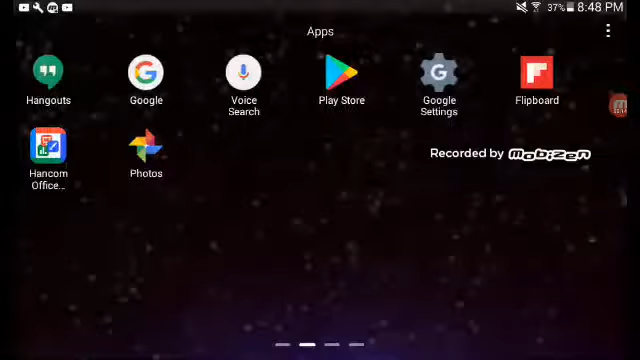 37% 8:48 PM
Apps
Hangouts
Google
Voice
Search
Play Store
Google
Settings
Flipboard
Hancom
Office...
Photos
Recorded by mobizen